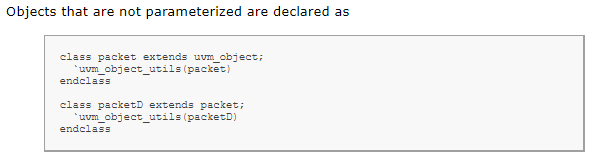 Objects that are not parameterized are declared as
class packet extends uvm_object;
`uvm_object_utils(packet)
endclass
class packetD extends packet;
`uvm_object_utils(packetD)
endclass